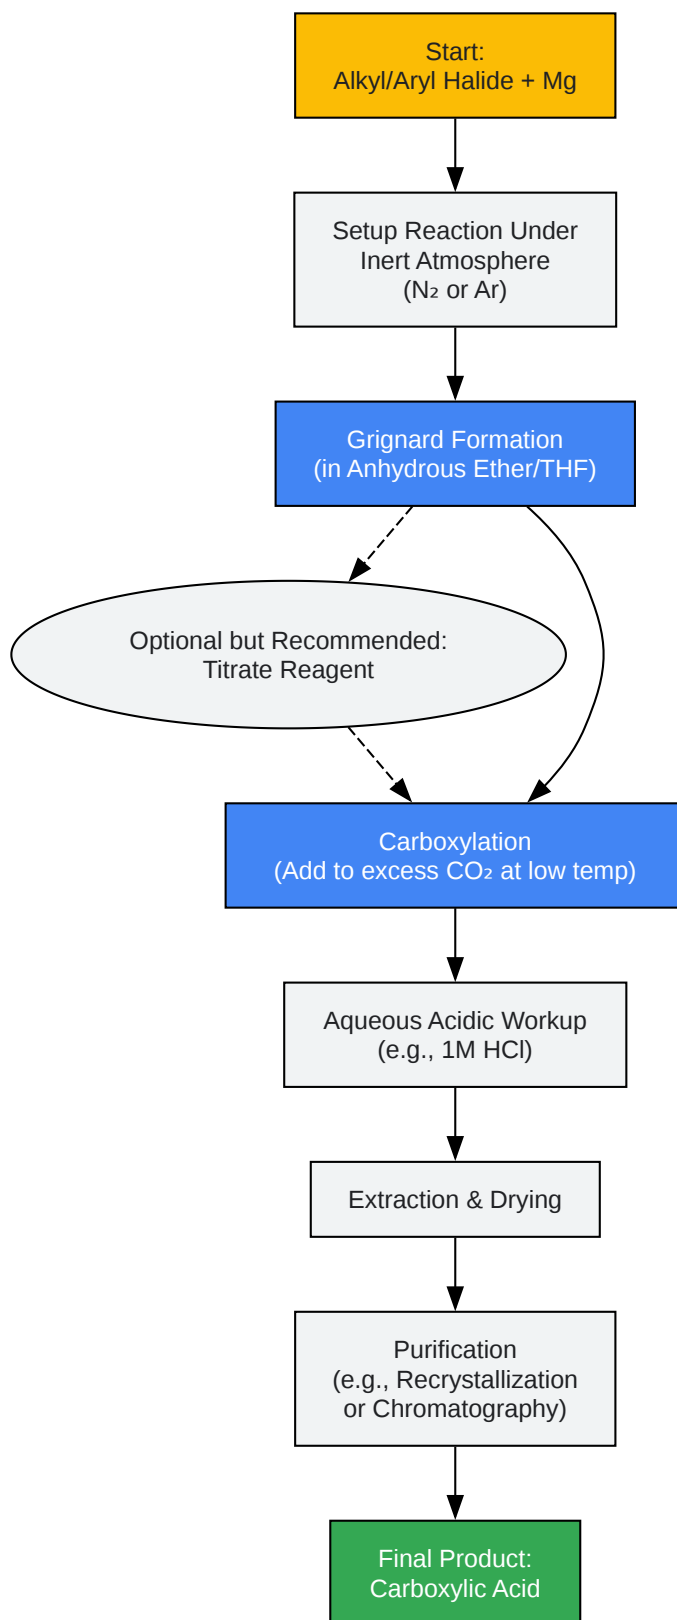 Start:
Alkyl/Aryl Halide + Mg
Setup Reaction Under
Inert Atmosphere
(N₂ or Ar)
Grignard Formation
(in Anhydrous Ether/THF)
Optional but Recommended:
Titrate Reagent
Carboxylation
(Add to excess CO₂ at low temp)
Aqueous Acidic Workup
(e.g., 1M HCl)
Extraction & Drying
Purification
(e.g., Recrystallization
or Chromatography)
Final Product:
Carboxylic Acid